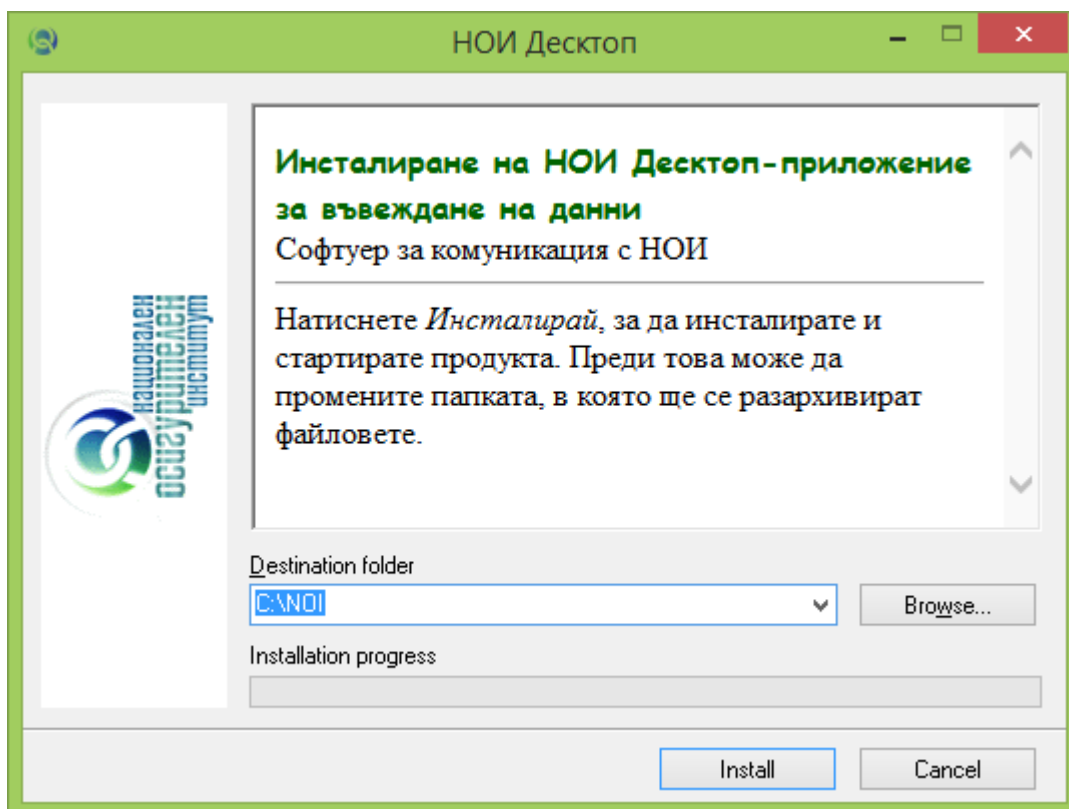 НОИ Десктоп
национален
осигурителен
институт
Инсталиране на НОИ Десктоп-приложение
за въвеждане на данни
Софтуер за комуникация с НОИ
Натиснете Инсталирай, за да инсталирате и
стартирате продукта. Преди това може да
промените папката, в която ще се разархивират
файловете.
Destination folder
C:\NOI
Browse...
Installation progress
Install
Cancel